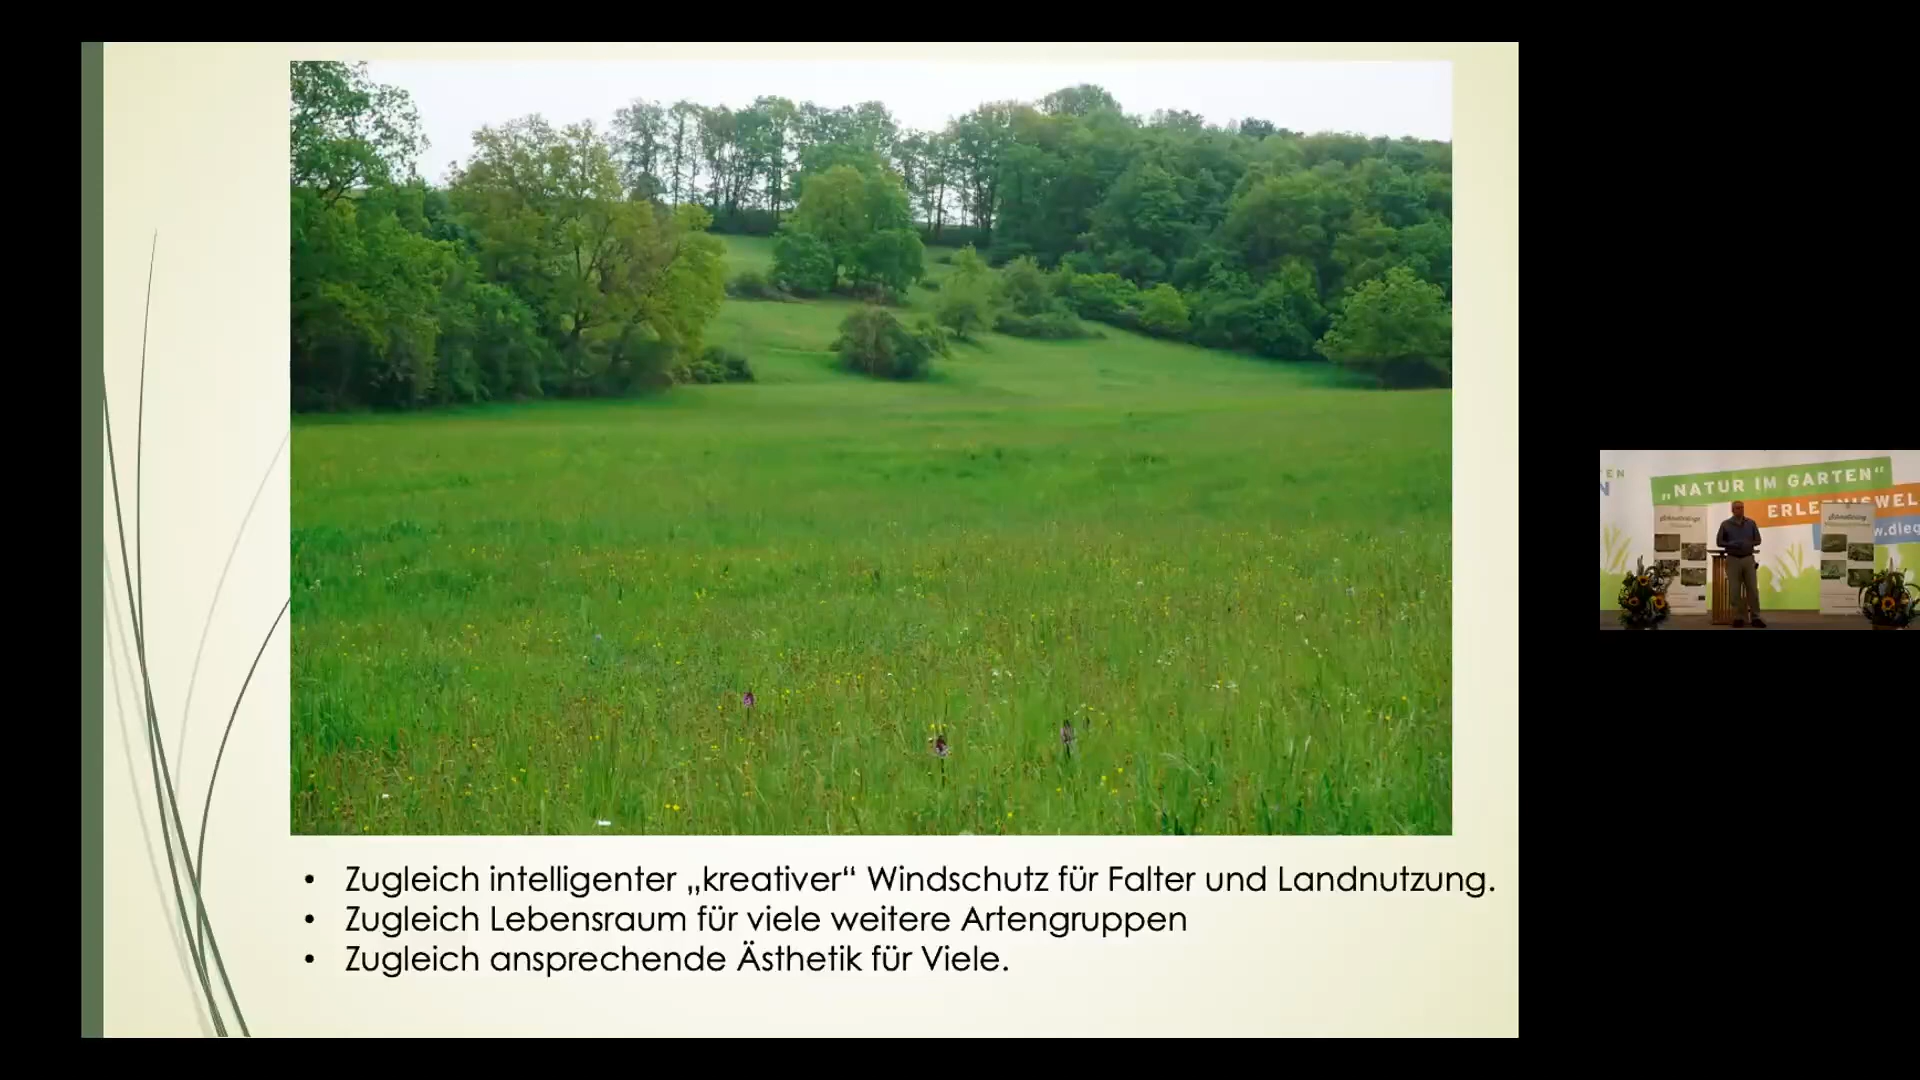 • Zugleich intelligenter „kreativer“ Windschutz für Falter und Landnutzung.
• Zugleich Lebensraum für viele weitere Artengruppen
• Zugleich ansprechende Ästhetik für Viele.
„NATUR IM GARTEN“